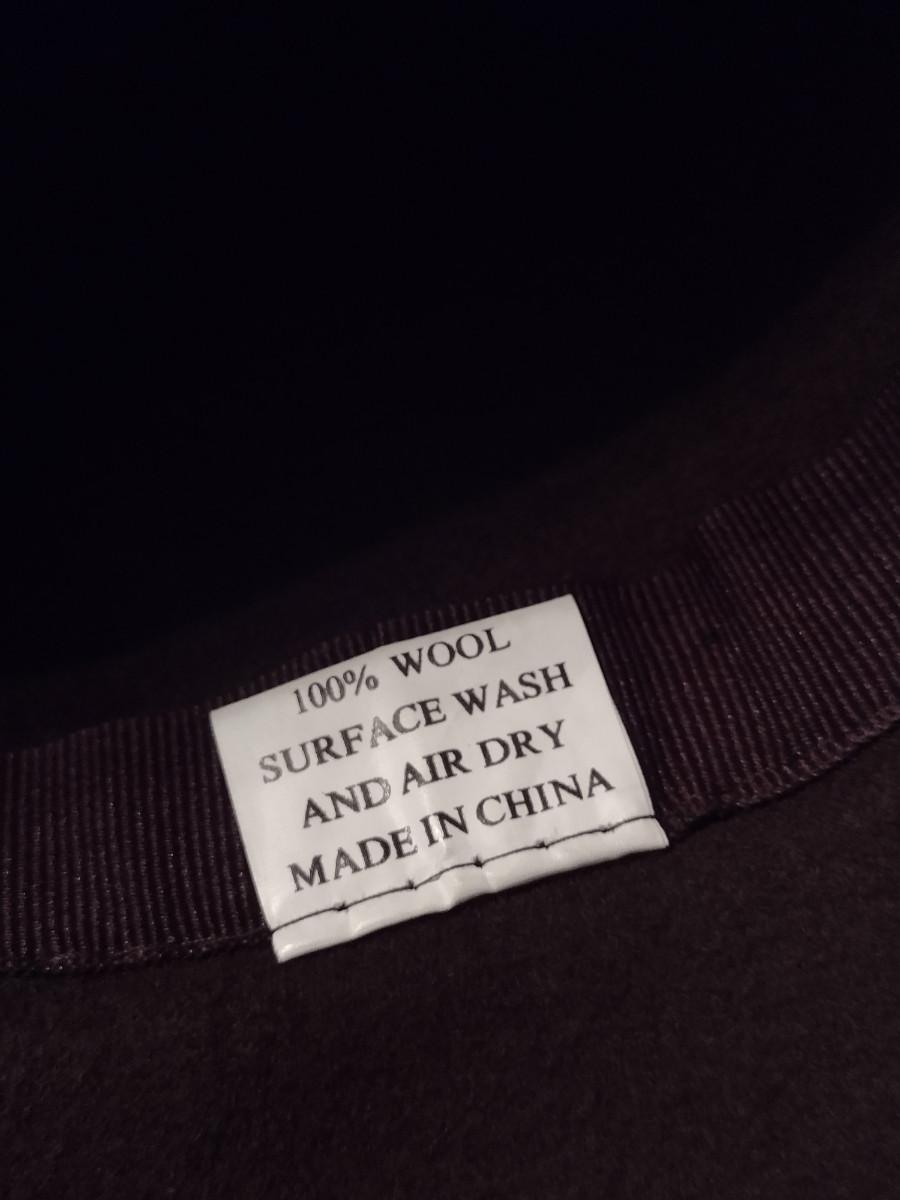 100% WOOL
SURFACE WASH
AND AIR DRY
MADE IN CHINA